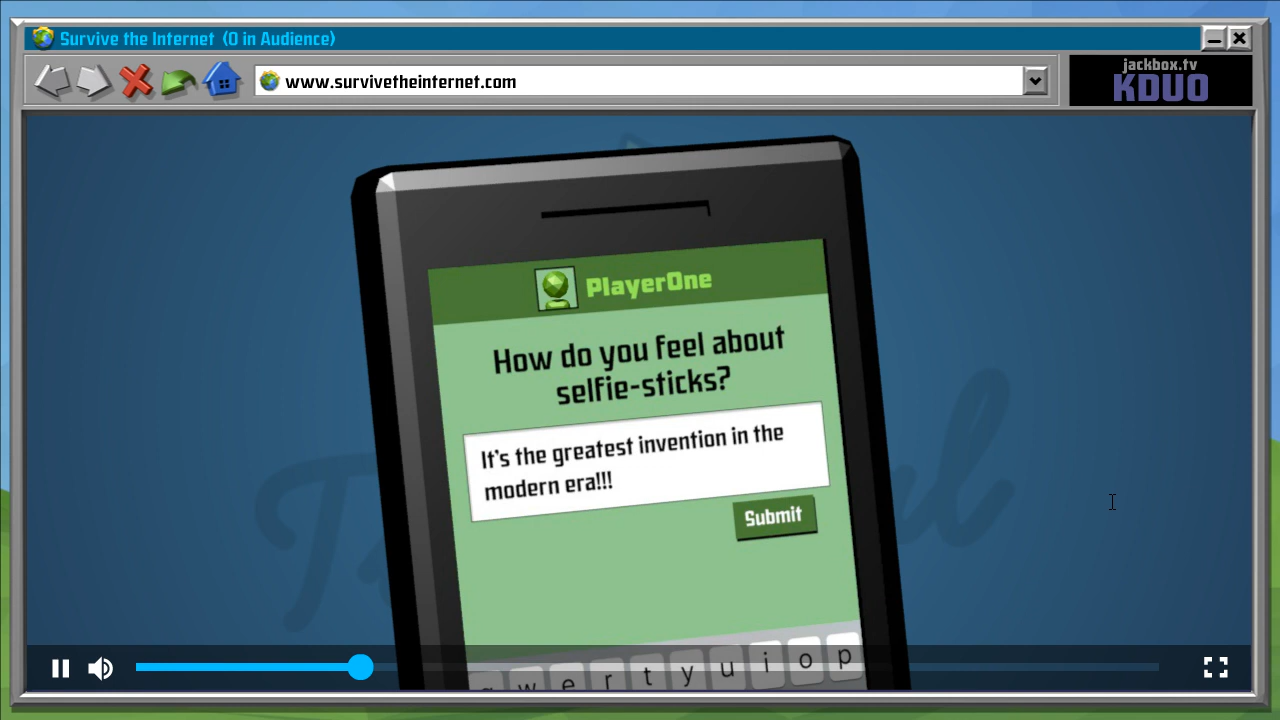 Survive the Internet (0 in Audience)
www.survivetheinternet.com
jackbox.tv
KDUO
PlayerOne
How do you feel about
selfie-sticks?
It's the greatest invention in the
modern era!!!
Submit
w e r t y u i o p